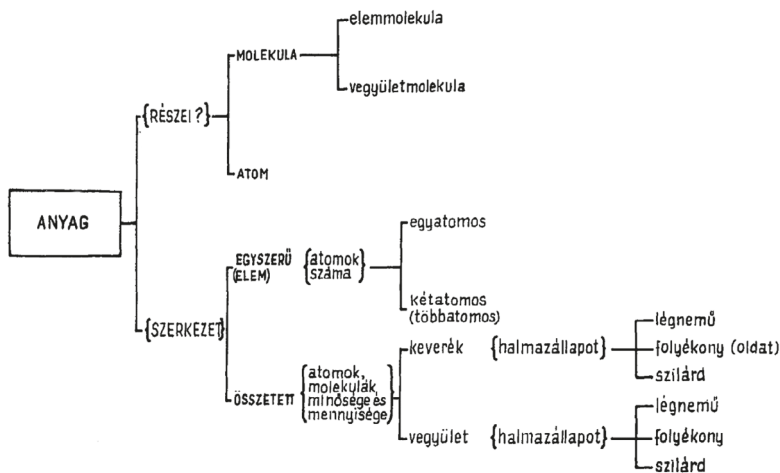 elemmolekula
MOLEKULA
vegyületmolekula
{RÉSZEI?}
ATOM
ANYAG
egyatomos
EGYSZERŰ
(ELEM)
{atomok
száma}
kétatomos
(többatomos)
{SZERKEZET}
légnemű
keverék {halmazállapot} folyékony (oldat)
szilárd
ÖSSZETETT
{atomok,
molekulák
minősége és
mennyisége}
légnemű
vegyület {halmazállapot} folyékony
szilárd